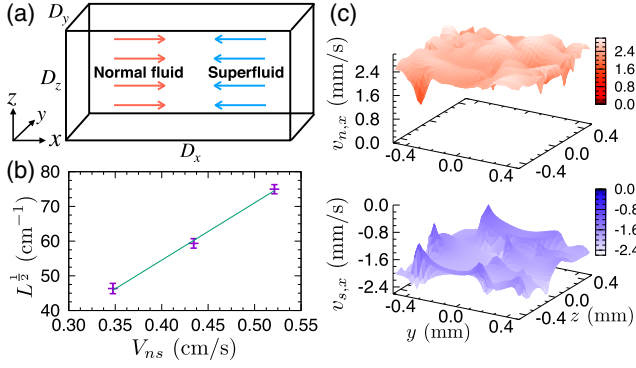 (a)
D_y
D_z
Normal fluid
Superfluid
z
y
x
D_x
(b)
80
70
60
50
40
L^{1/2} (cm^{-1})
0.30 0.35 0.40 0.45 0.50 0.55
V_{ns} (cm/s)
(c)
v_{n,x} (mm/s)
2.4
1.6
0.8
0.0
2.4
1.6
0.8
0.0
-0.4 0.0 0.4
-0.4 0.0 0.4
v_{s,x} (mm/s)
0.0
-0.8
-1.6
-2.4
0.0
-0.8
-1.6
-2.4
-0.4 0.0 0.4
y (mm)
-0.4 0.0 0.4
z (mm)